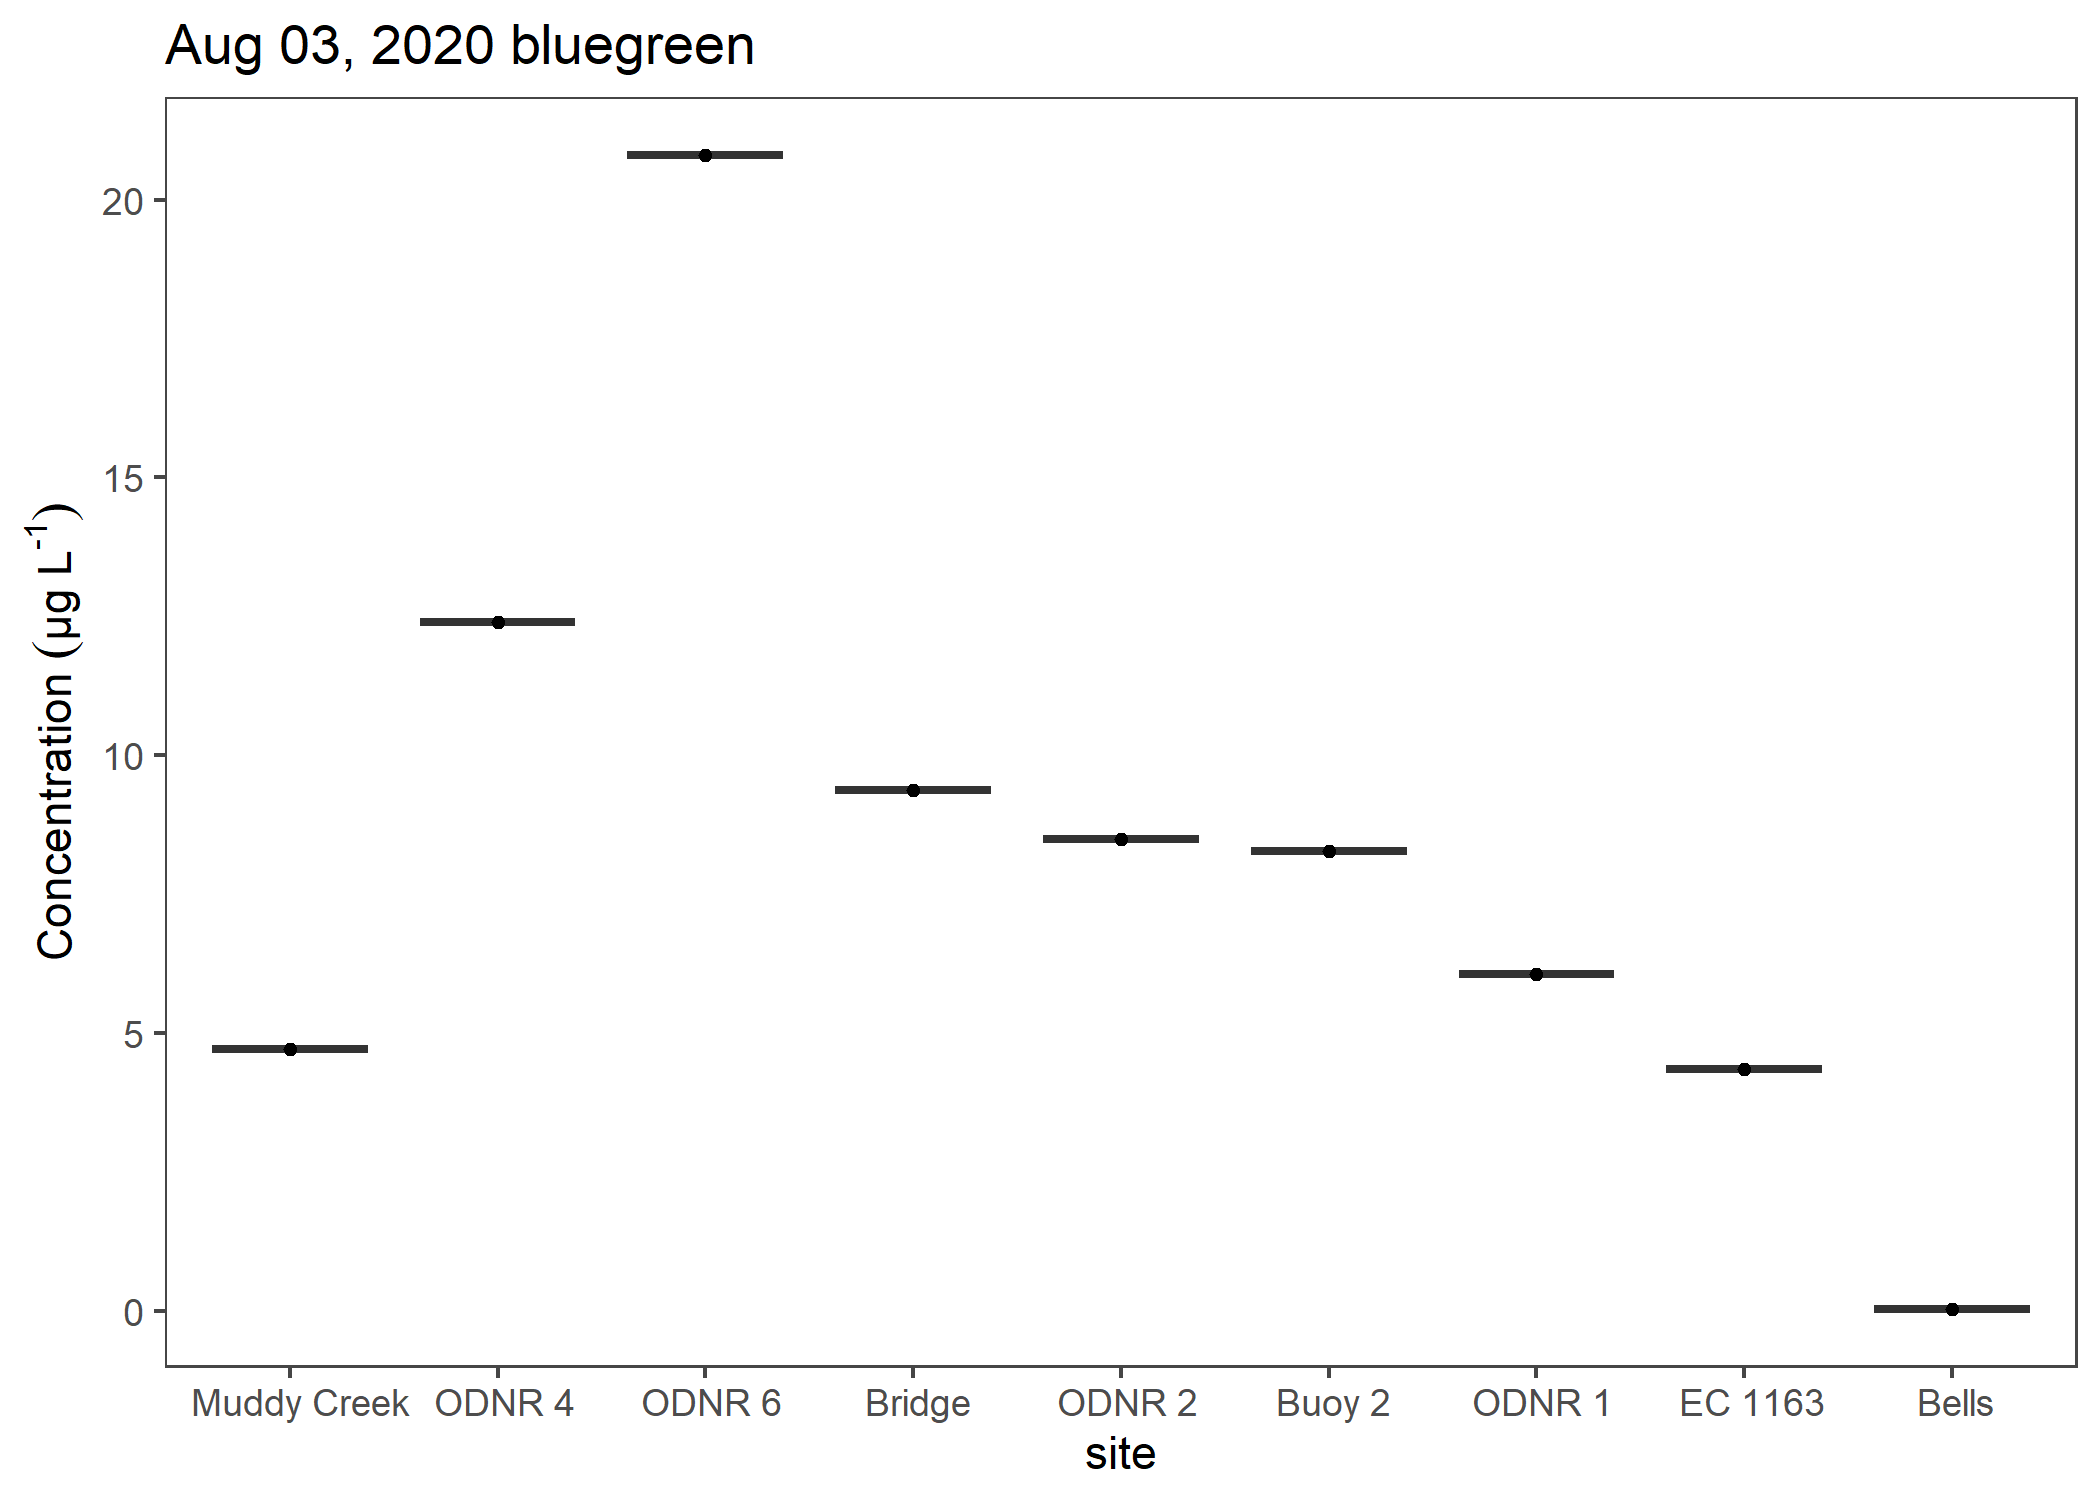 Aug 03, 2020 bluegreen
Concentration (µg L⁻¹)
20
15
10
5
0
Muddy Creek ODNR 4 ODNR 6 Bridge ODNR 2 Buoy 2 ODNR 1 EC 1163 Bells
site